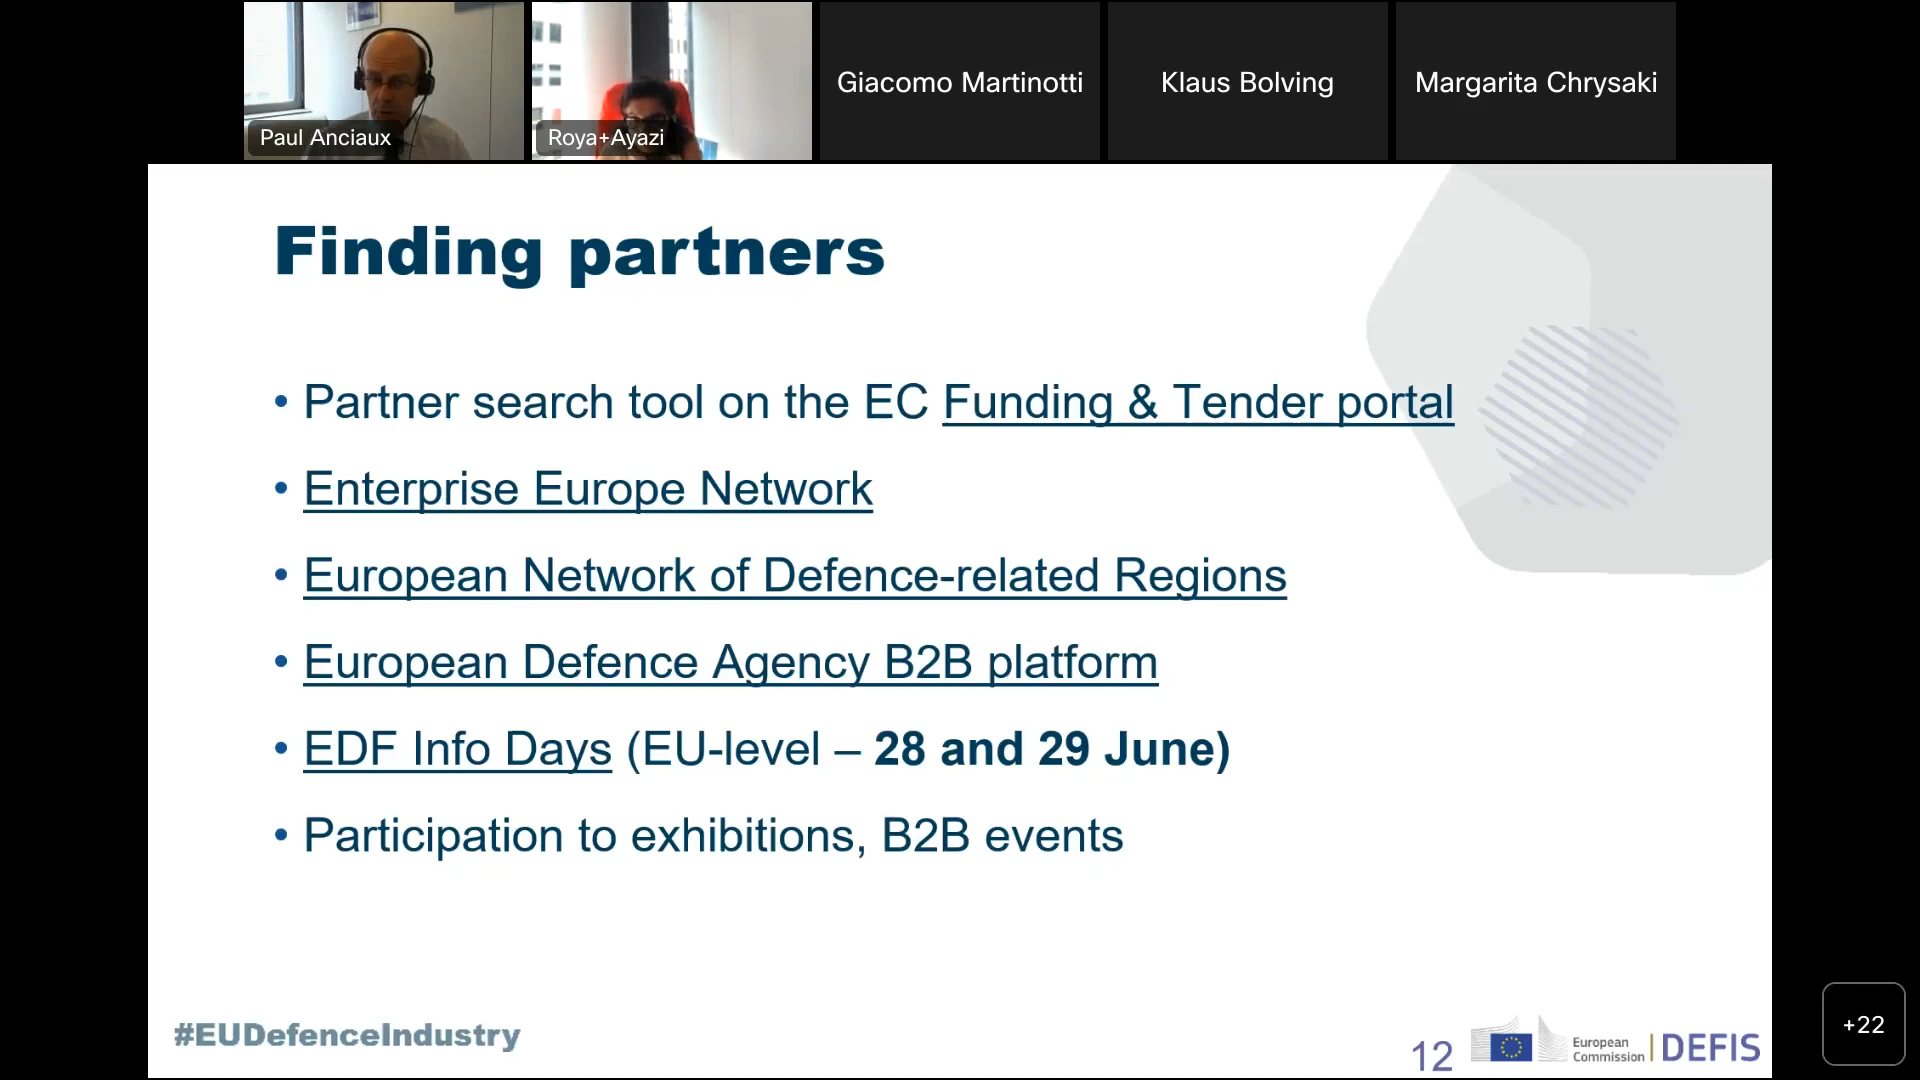 Paul Anciaux
Roya+Ayazi
Giacomo Martinotti
Klaus Bolving
Margarita Chrysaki
Finding partners
• Partner search tool on the EC Funding & Tender portal
• Enterprise Europe Network
• European Network of Defence-related Regions
• European Defence Agency B2B platform
• EDF Info Days (EU-level – 28 and 29 June)
• Participation to exhibitions, B2B events
#EUDefenceIndustry
12
European
Commission
DEFIS
+22